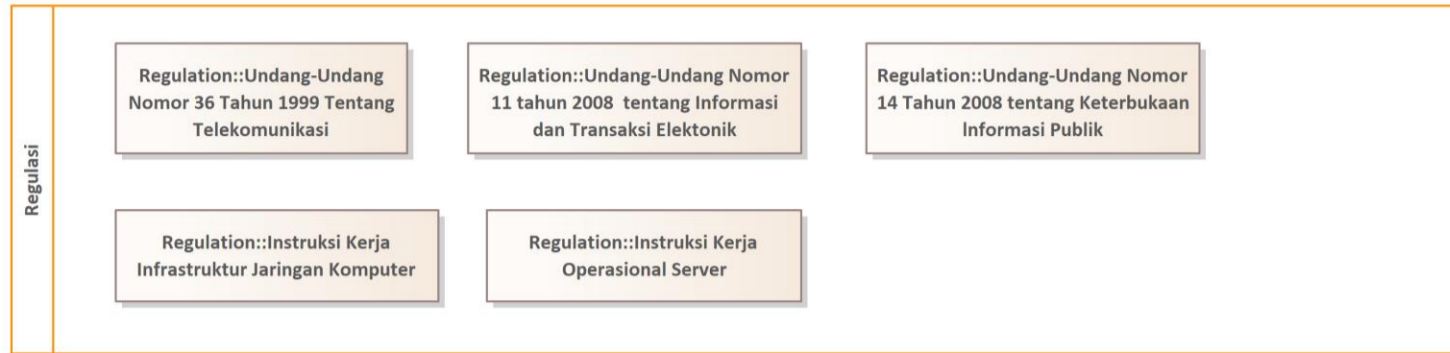 Regulasi
Regulation::Undang-Undang
Nomor 36 Tahun 1999 Tentang
Telekomunikasi
Regulation::Undang-Undang Nomor
11 tahun 2008  tentang Informasi
dan Transaksi Elektonik
Regulation::Undang-Undang Nomor
14 Tahun 2008 tentang Keterbukaan
Informasi Publik
Regulation::Instruksi Kerja
Infrastruktur Jaringan Komputer
Regulation::Instruksi Kerja
Operasional Server